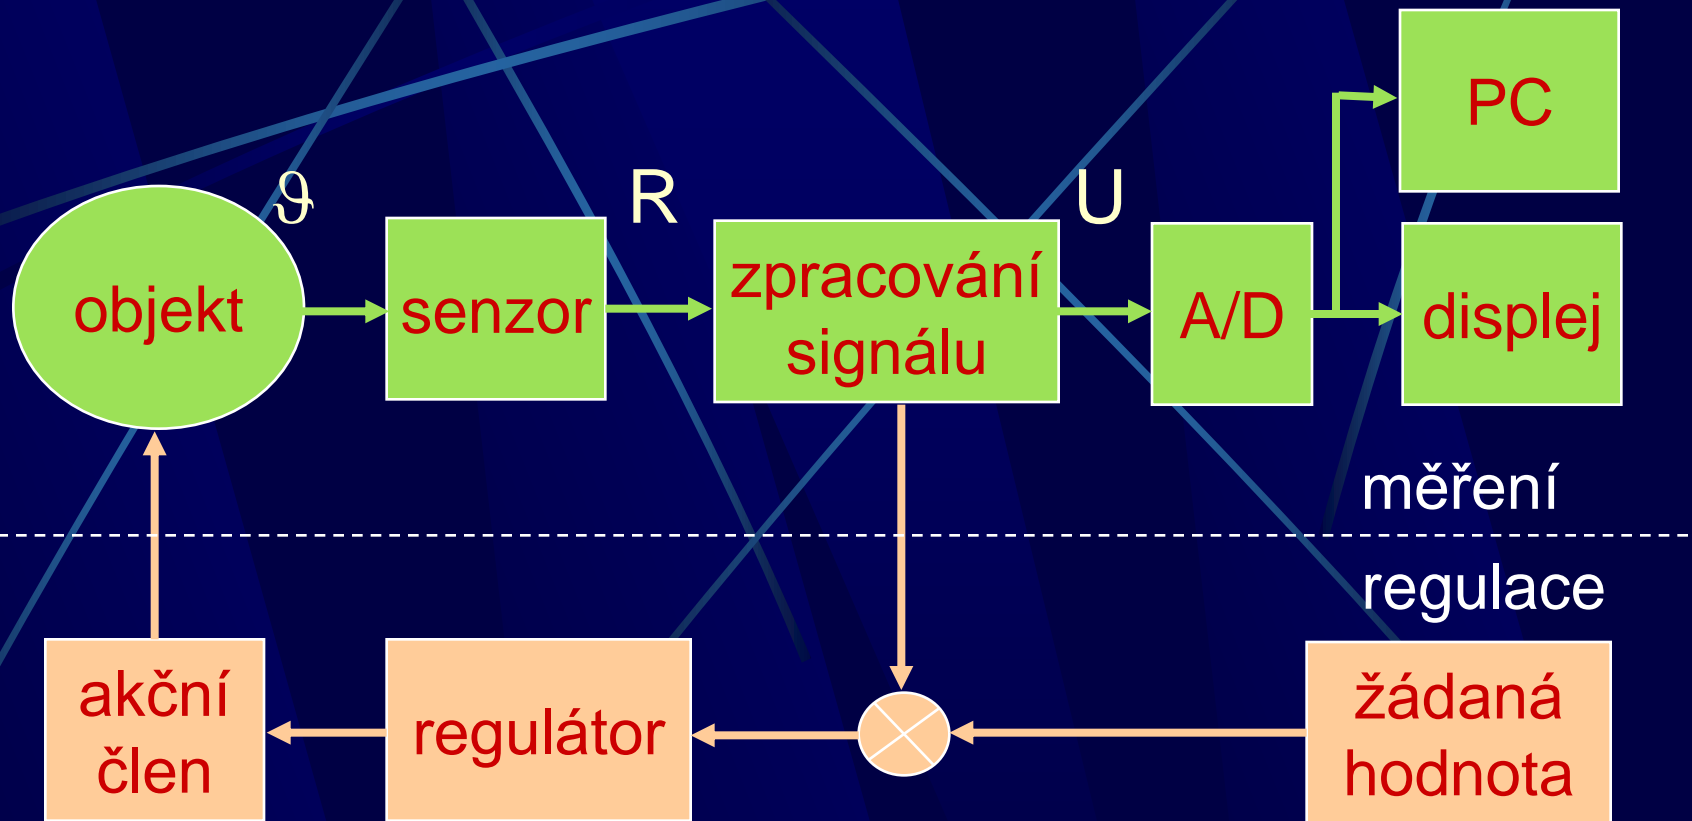 PC
ϑ
R
U
objekt
senzor
zpracování
signálu
A/D
displej
měření
regulace
akční
člen
regulátor
žádaná
hodnota